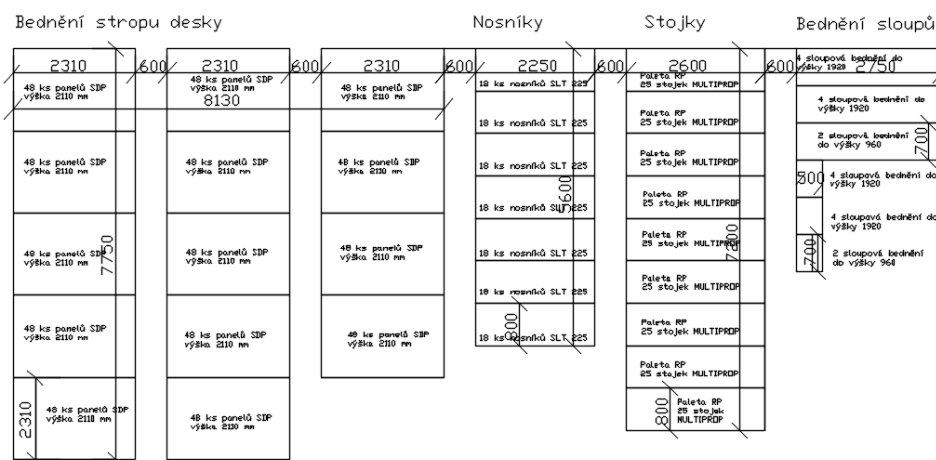 Bednění stropu desky
Nosníky
Stojky
Bednění sloupů
2310
600
2310
600
2310
600
2250
600
2600
600
2750
8130
48 ks panelů SDP
výška 2110 mm
48 ks panelů SDP
výška 2110 mm
48 ks panelů SDP
výška 2110 mm
48 ks panelů SDP
výška 2110 mm
48 ks panelů SDP
výška 2110 mm
7750
2310
48 ks panelů SDP
výška 2110 mm
48 ks panelů SDP
výška 2110 mm
48 ks panelů SDP
výška 2110 mm
48 ks panelů SDP
výška 2110 mm
48 ks panelů SDP
výška 2110 mm
48 ks panelů SDP
výška 2110 mm
48 ks panelů SDP
výška 2110 mm
48 ks panelů SDP
výška 2110 mm
48 ks panelů SDP
výška 2110 mm
18 ks nosníků SLT 225
18 ks nosníků SLT 225
18 ks nosníků SLT 225
18 ks nosníků SLT 225
18 ks nosníků SLT 225
18 ks nosníků SLT 225
18 ks nosníků SLT 225
5600
800
Paleta RP
25 stojek MULTIPROP
Paleta RP
25 stojek MULTIPROP
Paleta RP
25 stojek MULTIPROP
Paleta RP
25 stojek MULTIPROP
Paleta RP
25 stojek MULTIPROP
Paleta RP
25 stojek MULTIPROP
Paleta RP
25 stojek MULTIPROP
Paleta RP
25 stojek MULTIPROP
Paleta RP
25 stojek
MULTIPROP
7200
800
4 sloupová bednění do
výšky 1920
4 sloupová bednění do
výšky 1920
2 sloupová bednění
do výšky 960
700
500
4 sloupová bednění do
výšky 1920
4 sloupová bednění do
výšky 1920
700
2 sloupová bednění
do výšky 960